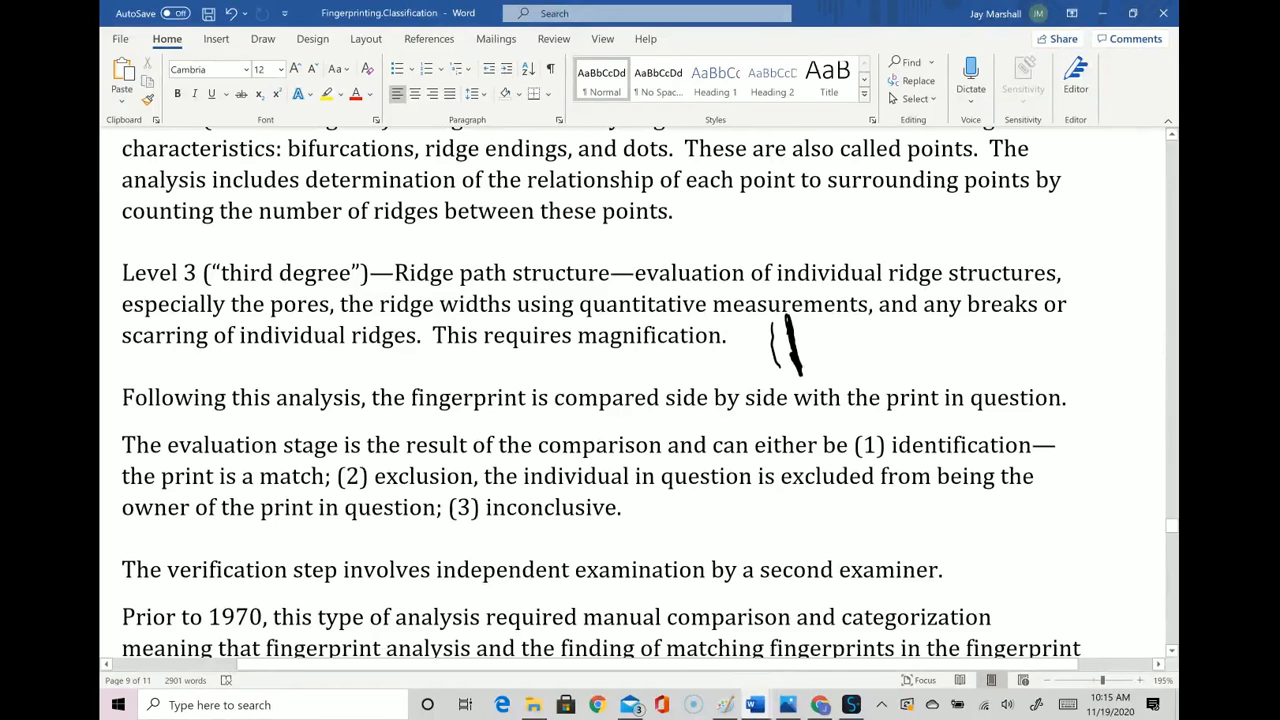 AutoSave Off Fingerprinting.Classification - Word Search Jay Marshall JM
File Home Insert Draw Design Layout References Mailings Review View Help Share Comments
Paste Cambria 12 AaBbCcDd AaBbCcDd AaBbCc AaBbCcDd AaB Find Dictate Sensitivity Editor
Normal No Spac... Heading 1 Heading 2 Title Replace
Select
Clipboard Font Paragraph Styles Editing Voice Sensitivity Editor
characteristics: bifurcations, ridge endings, and dots. These are also called points. The
analysis includes determination of the relationship of each point to surrounding points by
counting the number of ridges between these points.
Level 3 (“third degree”)—Ridge path structure—evaluation of individual ridge structures,
especially the pores, the ridge widths using quantitative measurements, and any breaks or
scarring of individual ridges. This requires magnification.
Following this analysis, the fingerprint is compared side by side with the print in question.
The evaluation stage is the result of the comparison and can either be (1) identification—
the print is a match; (2) exclusion, the individual in question is excluded from being the
owner of the print in question; (3) inconclusive.
The verification step involves independent examination by a second examiner.
Prior to 1970, this type of analysis required manual comparison and categorization
meaning that fingerprint analysis and the finding of matching fingerprints in the fingerprint
Page 9 of 11 2901 words Focus 195%
Type here to search 3 10:15 AM
11/19/2020